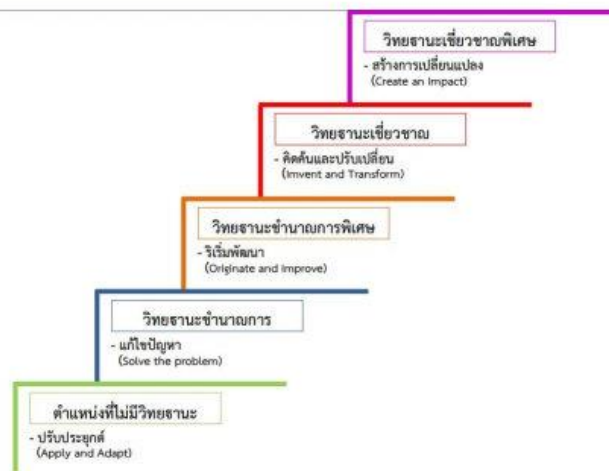 วิทยฐานะเชี่ยวชาญพิเศษ
- สร้างการเปลี่ยนแปลง
(Create an Impact)
วิทยฐานะเชี่ยวชาญ
- คิดค้นและปรับเปลี่ยน
(Imvent and Transform)
วิทยฐานะชำนาญการพิเศษ
- ริเริ่มพัฒนา
(Originate and Improve)
วิทยฐานะชำนาญการ
- แก้ไขปัญหา
(Solve the problem)
ตำแหน่งที่ไม่มีวิทยฐานะ
- ปรับประยุกต์
(Apply and Adapt)